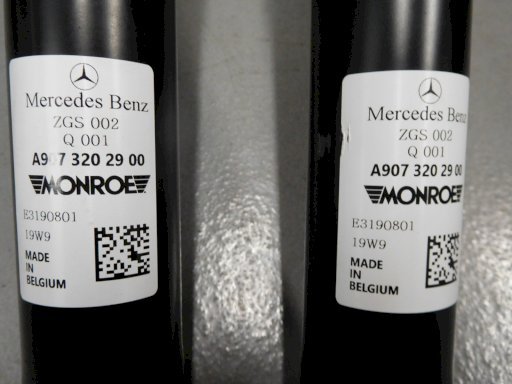 Mercedes Benz
ZGS 002
Q 001
A907 320 29 00
MONROE
E3190801
19W9
MADE
IN
BELGIUM
Mercedes Benz
ZGS 002
Q 001
A907 320 29 00
MONROE
E3190801
19W9
MADE
IN
BELGIUM